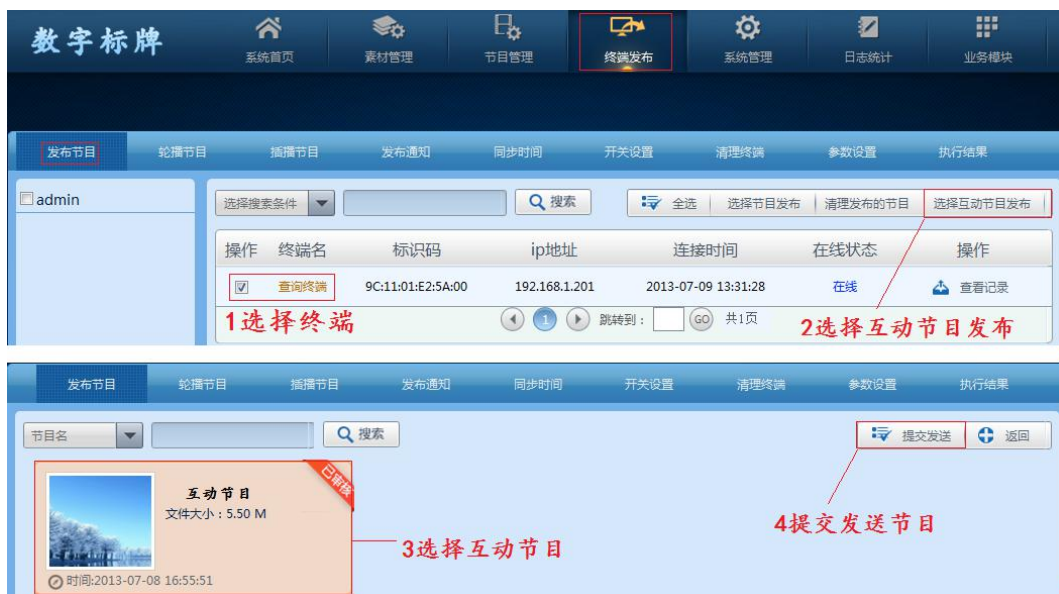 数字标牌
系统首页 素材管理 节目管理 终端发布 系统管理 日志统计 业务模块
发布节目 轮播节目 插播节目 发布通知 同步时间 开关设置 清理终端 参数设置 执行结果
admin
选择搜索条件 搜索 全选 选择节目发布 清理发布的节目 选择互动节目发布
操作 终端名 标识码 ip地址 连接时间 在线状态 操作
查询终端 9C:11:01:E2:5A:00 192.168.1.201 2013-07-09 13:31:28 在线 查看记录
1选择终端
1 跳转到： GO 共1页
2选择互动节目发布
发布节目 轮播节目 插播节目 发布通知 同步时间 开关设置 清理终端 参数设置 执行结果
节目名 搜索 提交发送 返回
已审核
互动节目
文件大小：5.50 M
4提交发送节目
3选择互动节目
时间:2013-07-08 16:55:51